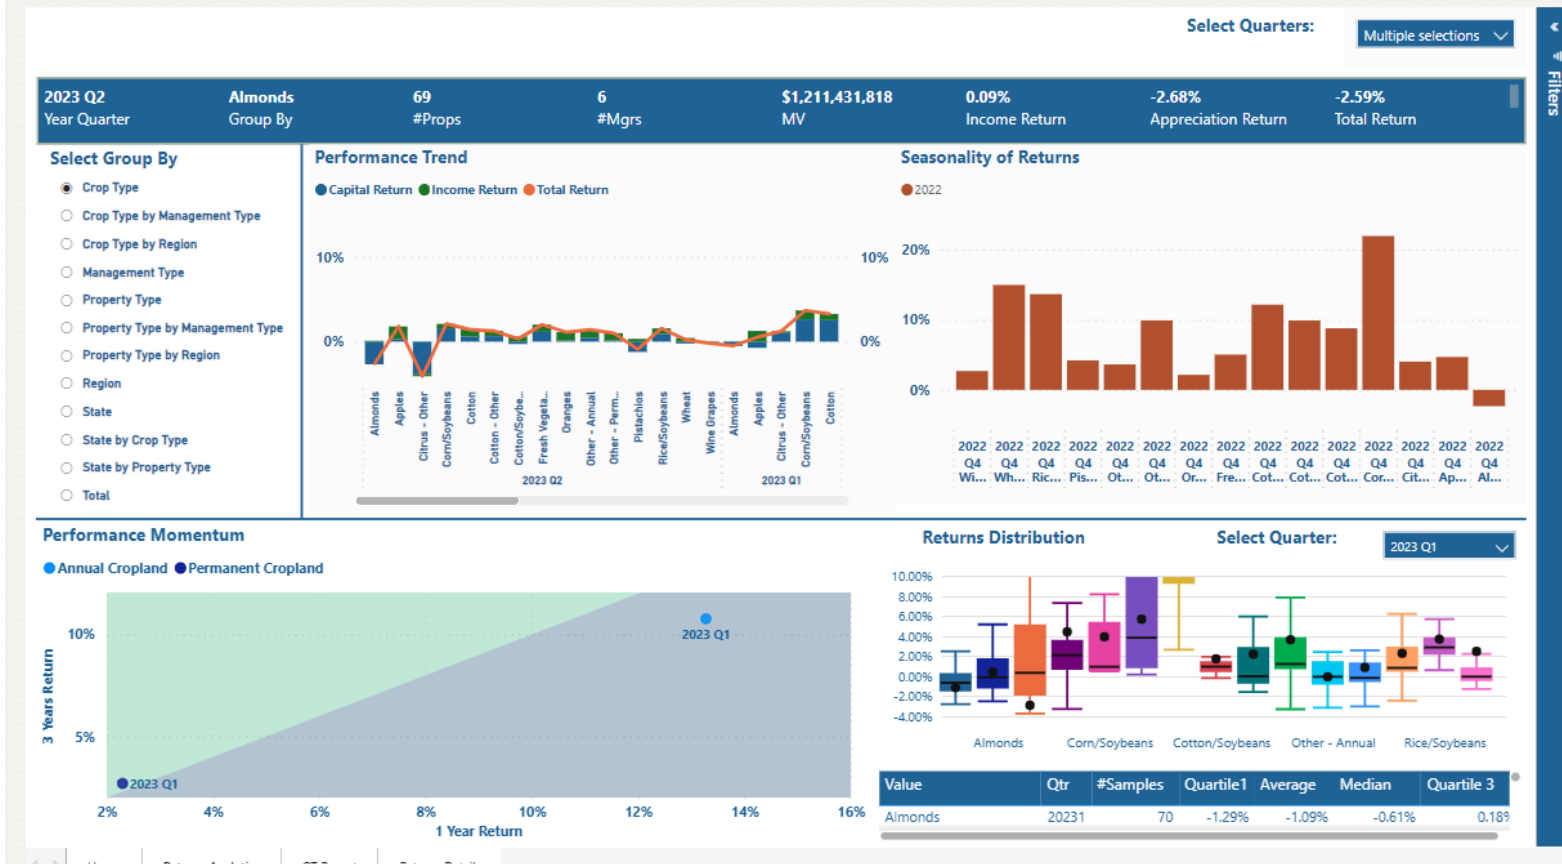 Select Quarters:
Multiple selections
Filters
2023 Q2 Almonds 69 6 $1,211,431,818 0.09% -2.68% -2.59%
Year Quarter Group By #Props #Mgrs MV Income Return Appreciation Return Total Return
Select Group By
Crop Type
Crop Type by Management Type
Crop Type by Region
Management Type
Property Type
Property Type by Management Type
Property Type by Region
Region
State
State by Crop Type
State by Property Type
Total
Performance Trend
Capital Return Income Return Total Return
10% 10%
0% 0%
Almonds
Apples
Citrus - Other
Corn/Soybeans
Cotton
Cotton - Other
Cotton/Soybe...
Fresh Vegeta...
Oranges
Other - Annual
Other - Perm...
Pistachios
Rice/Soybeans
Wheat
Wine Grapes
Almonds
Apples
Citrus - Other
Corn/Soybeans
Cotton
2023 Q2 2023 Q1
Seasonality of Returns
2022
20%
10%
0%
2022 2022 2022 2022 2022 2022 2022 2022 2022 2022 2022 2022 2022 2022 2022
Q4 Q4 Q4 Q4 Q4 Q4 Q4 Q4 Q4 Q4 Q4 Q4 Q4 Q4 Q4
Wi... Wh... Ric... Pis... Ot... Ot... Or... Fre... Cot... Cot... Cot... Cor... Cit... Ap... Al...
Performance Momentum
Annual Cropland Permanent Cropland
3 Years Return
10%
5%
2023 Q1
2023 Q1
2% 4% 6% 8% 10% 12% 14% 16%
1 Year Return
Returns Distribution
Select Quarter:
2023 Q1
10.00%
8.00%
6.00%
4.00%
2.00%
0.00%
-2.00%
-4.00%
Almonds Corn/Soybeans Cotton/Soybeans Other - Annual Rice/Soybeans
Value Qtr #Samples Quartile1 Average Median Quartile 3
Almonds 20231 70 -1.29% -1.09% -0.61% 0.18%